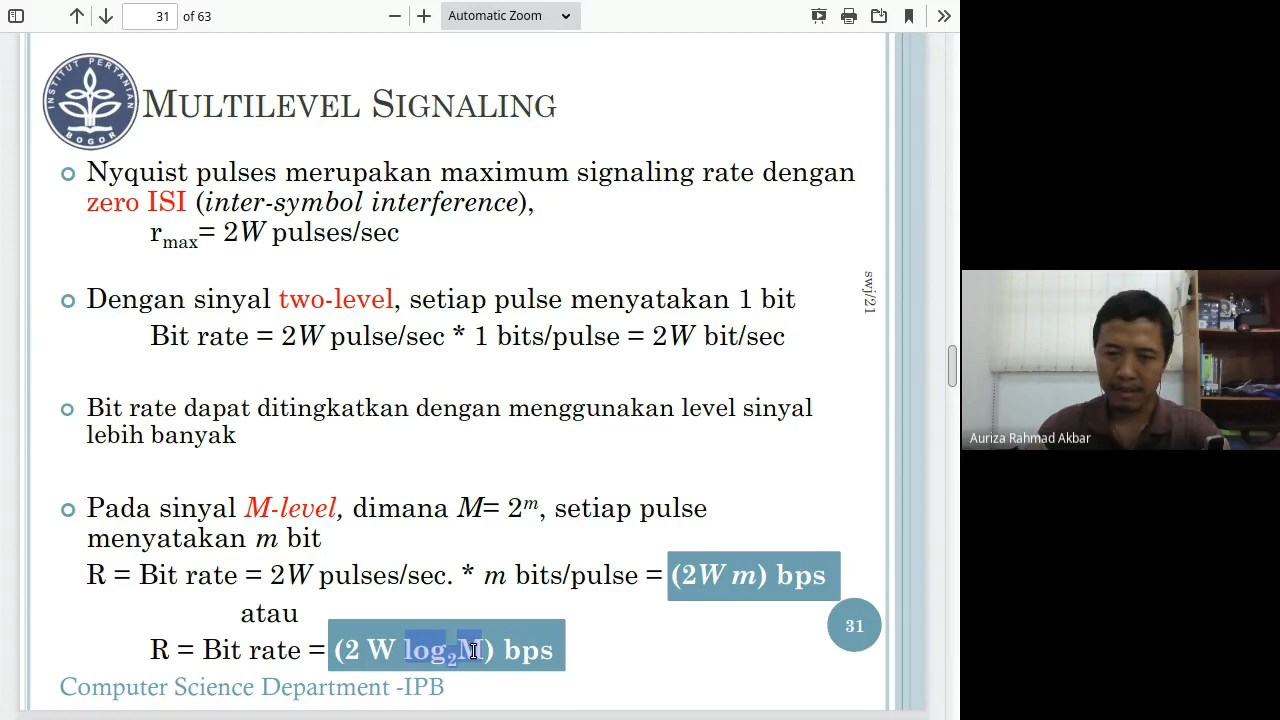 31 of 63
Automatic Zoom
INSTITUT PERTANIAN
BOGOR
MULTILEVEL SIGNALING
Nyquist pulses merupakan maximum signaling rate dengan
zero ISI (inter-symbol interference),
rmax= 2W pulses/sec
swj/21
Dengan sinyal two-level, setiap pulse menyatakan 1 bit
Bit rate = 2W pulse/sec * 1 bits/pulse = 2W bit/sec
Bit rate dapat ditingkatkan dengan menggunakan level sinyal
lebih banyak
Pada sinyal M-level, dimana M= 2ᵐ, setiap pulse
menyatakan m bit
R = Bit rate = 2W pulses/sec. * m bits/pulse = (2W m) bps
atau
R = Bit rate = (2 W log₂M) bps
31
Computer Science Department -IPB
Auriza Rahmad Akbar